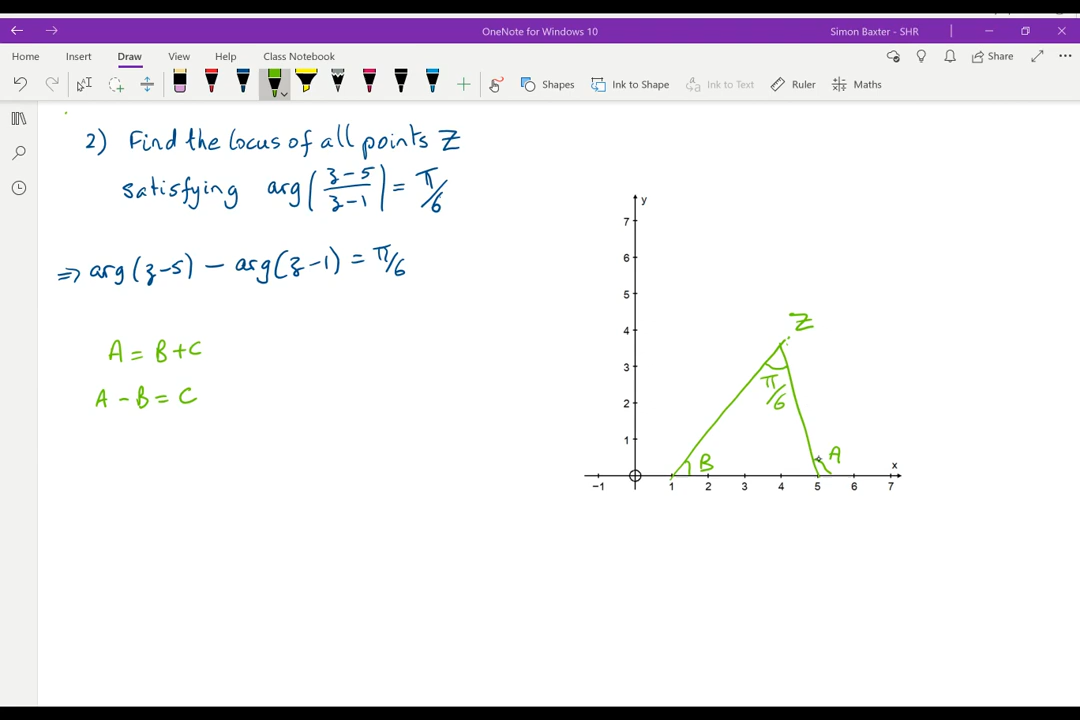 OneNote for Windows 10
Simon Baxter - SHR
Home Insert Draw View Help Class Notebook
Share
Shapes Ink to Shape Ink to Text Ruler Maths
2) Find the locus of all points Z
satisfying arg(z-5/z-1) = π/6
⇒ arg(z-5) - arg(z-1) = π/6
A = B+C
A - B = C
y
7
6
5
4
3
2
1
Z
π/6
B
A
x
-1 1 2 3 4 5 6 7